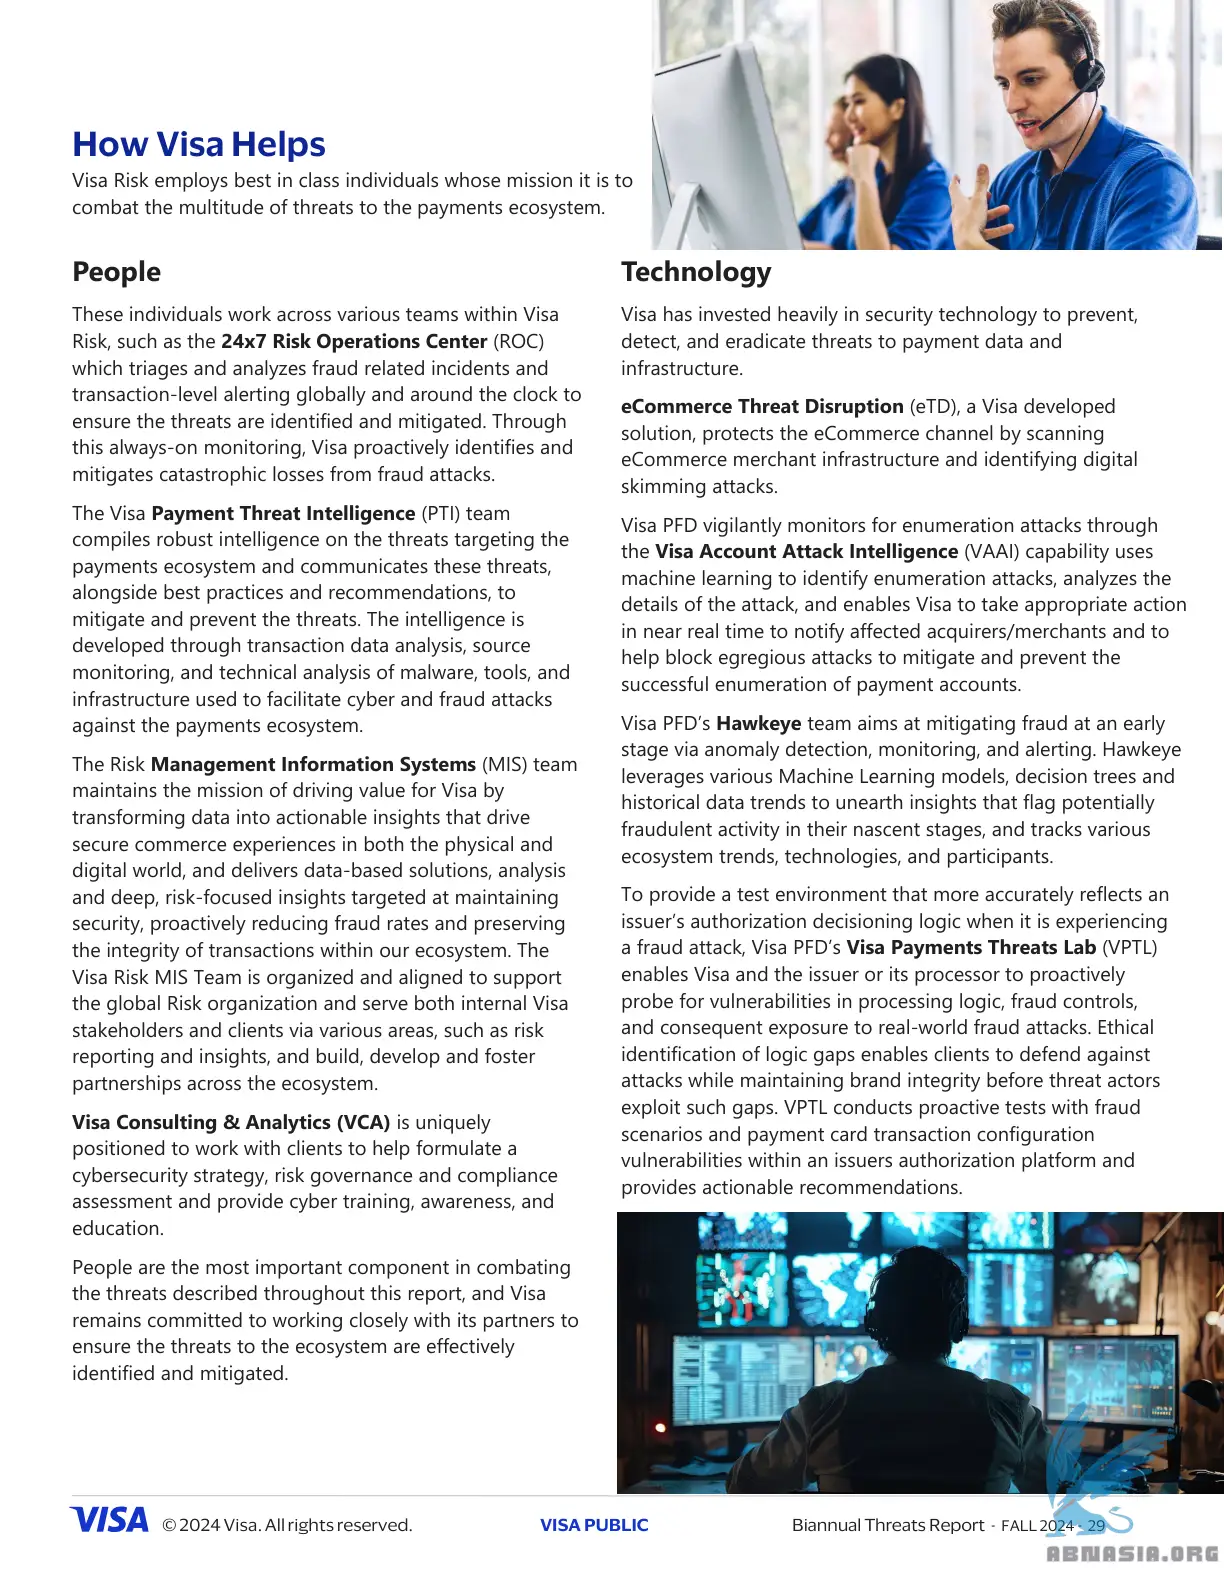 How Visa Helps
Visa Risk employs best in class individuals whose mission it is to
combat the multitude of threats to the payments ecosystem.
People
These individuals work across various teams within Visa
Risk, such as the 24x7 Risk Operations Center (ROC)
which triages and analyzes fraud related incidents and
transaction-level alerting globally and around the clock to
ensure the threats are identified and mitigated. Through
this always-on monitoring, Visa proactively identifies and
mitigates catastrophic losses from fraud attacks.
The Visa Payment Threat Intelligence (PTI) team
compiles robust intelligence on the threats targeting the
payments ecosystem and communicates these threats,
alongside best practices and recommendations, to
mitigate and prevent the threats. The intelligence is
developed through transaction data analysis, source
monitoring, and technical analysis of malware, tools, and
infrastructure used to facilitate cyber and fraud attacks
against the payments ecosystem.
The Risk Management Information Systems (MIS) team
maintains the mission of driving value for Visa by
transforming data into actionable insights that drive
secure commerce experiences in both the physical and
digital world, and delivers data-based solutions, analysis
and deep, risk-focused insights targeted at maintaining
security, proactively reducing fraud rates and preserving
the integrity of transactions within our ecosystem. The
Visa Risk MIS Team is organized and aligned to support
the global Risk organization and serve both internal Visa
stakeholders and clients via various areas, such as risk
reporting and insights, and build, develop and foster
partnerships across the ecosystem.
Visa Consulting & Analytics (VCA) is uniquely
positioned to work with clients to help formulate a
cybersecurity strategy, risk governance and compliance
assessment and provide cyber training, awareness, and
education.
People are the most important component in combating
the threats described throughout this report, and Visa
remains committed to working closely with its partners to
ensure the threats to the ecosystem are effectively
identified and mitigated.
Technology
Visa has invested heavily in security technology to prevent,
detect, and eradicate threats to payment data and
infrastructure.
eCommerce Threat Disruption (eTD), a Visa developed
solution, protects the eCommerce channel by scanning
eCommerce merchant infrastructure and identifying digital
skimming attacks.
Visa PFD vigilantly monitors for enumeration attacks through
the Visa Account Attack Intelligence (VAAI) capability uses
machine learning to identify enumeration attacks, analyzes the
details of the attack, and enables Visa to take appropriate action
in near real time to notify affected acquirers/merchants and to
help block egregious attacks to mitigate and prevent the
successful enumeration of payment accounts.
Visa PFD's Hawkeye team aims at mitigating fraud at an early
stage via anomaly detection, monitoring, and alerting. Hawkeye
leverages various Machine Learning models, decision trees and
historical data trends to unearth insights that flag potentially
fraudulent activity in their nascent stages, and tracks various
ecosystem trends, technologies, and participants.
To provide a test environment that more accurately reflects an
issuer's authorization decisioning logic when it is experiencing
a fraud attack, Visa PFD's Visa Payments Threats Lab (VPTL)
enables Visa and the issuer or its processor to proactively
probe for vulnerabilities in processing logic, fraud controls,
and consequent exposure to real-world fraud attacks. Ethical
identification of logic gaps enables clients to defend against
attacks while maintaining brand integrity before threat actors
exploit such gaps. VPTL conducts proactive tests with fraud
scenarios and payment card transaction configuration
vulnerabilities within an issuers authorization platform and
provides actionable recommendations.
VISA © 2024 Visa. All rights reserved. VISA PUBLIC Biannual Threats Report - FALL 2024 - 29
ABNASIA.ORG